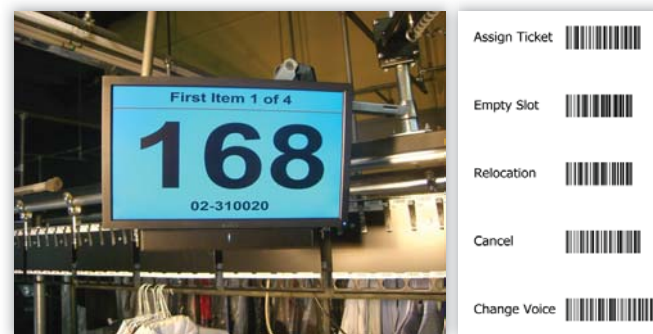 First Item 1 of 4
168
02-310020
Assign Ticket
Empty Slot
Relocation
Cancel
Change Voice